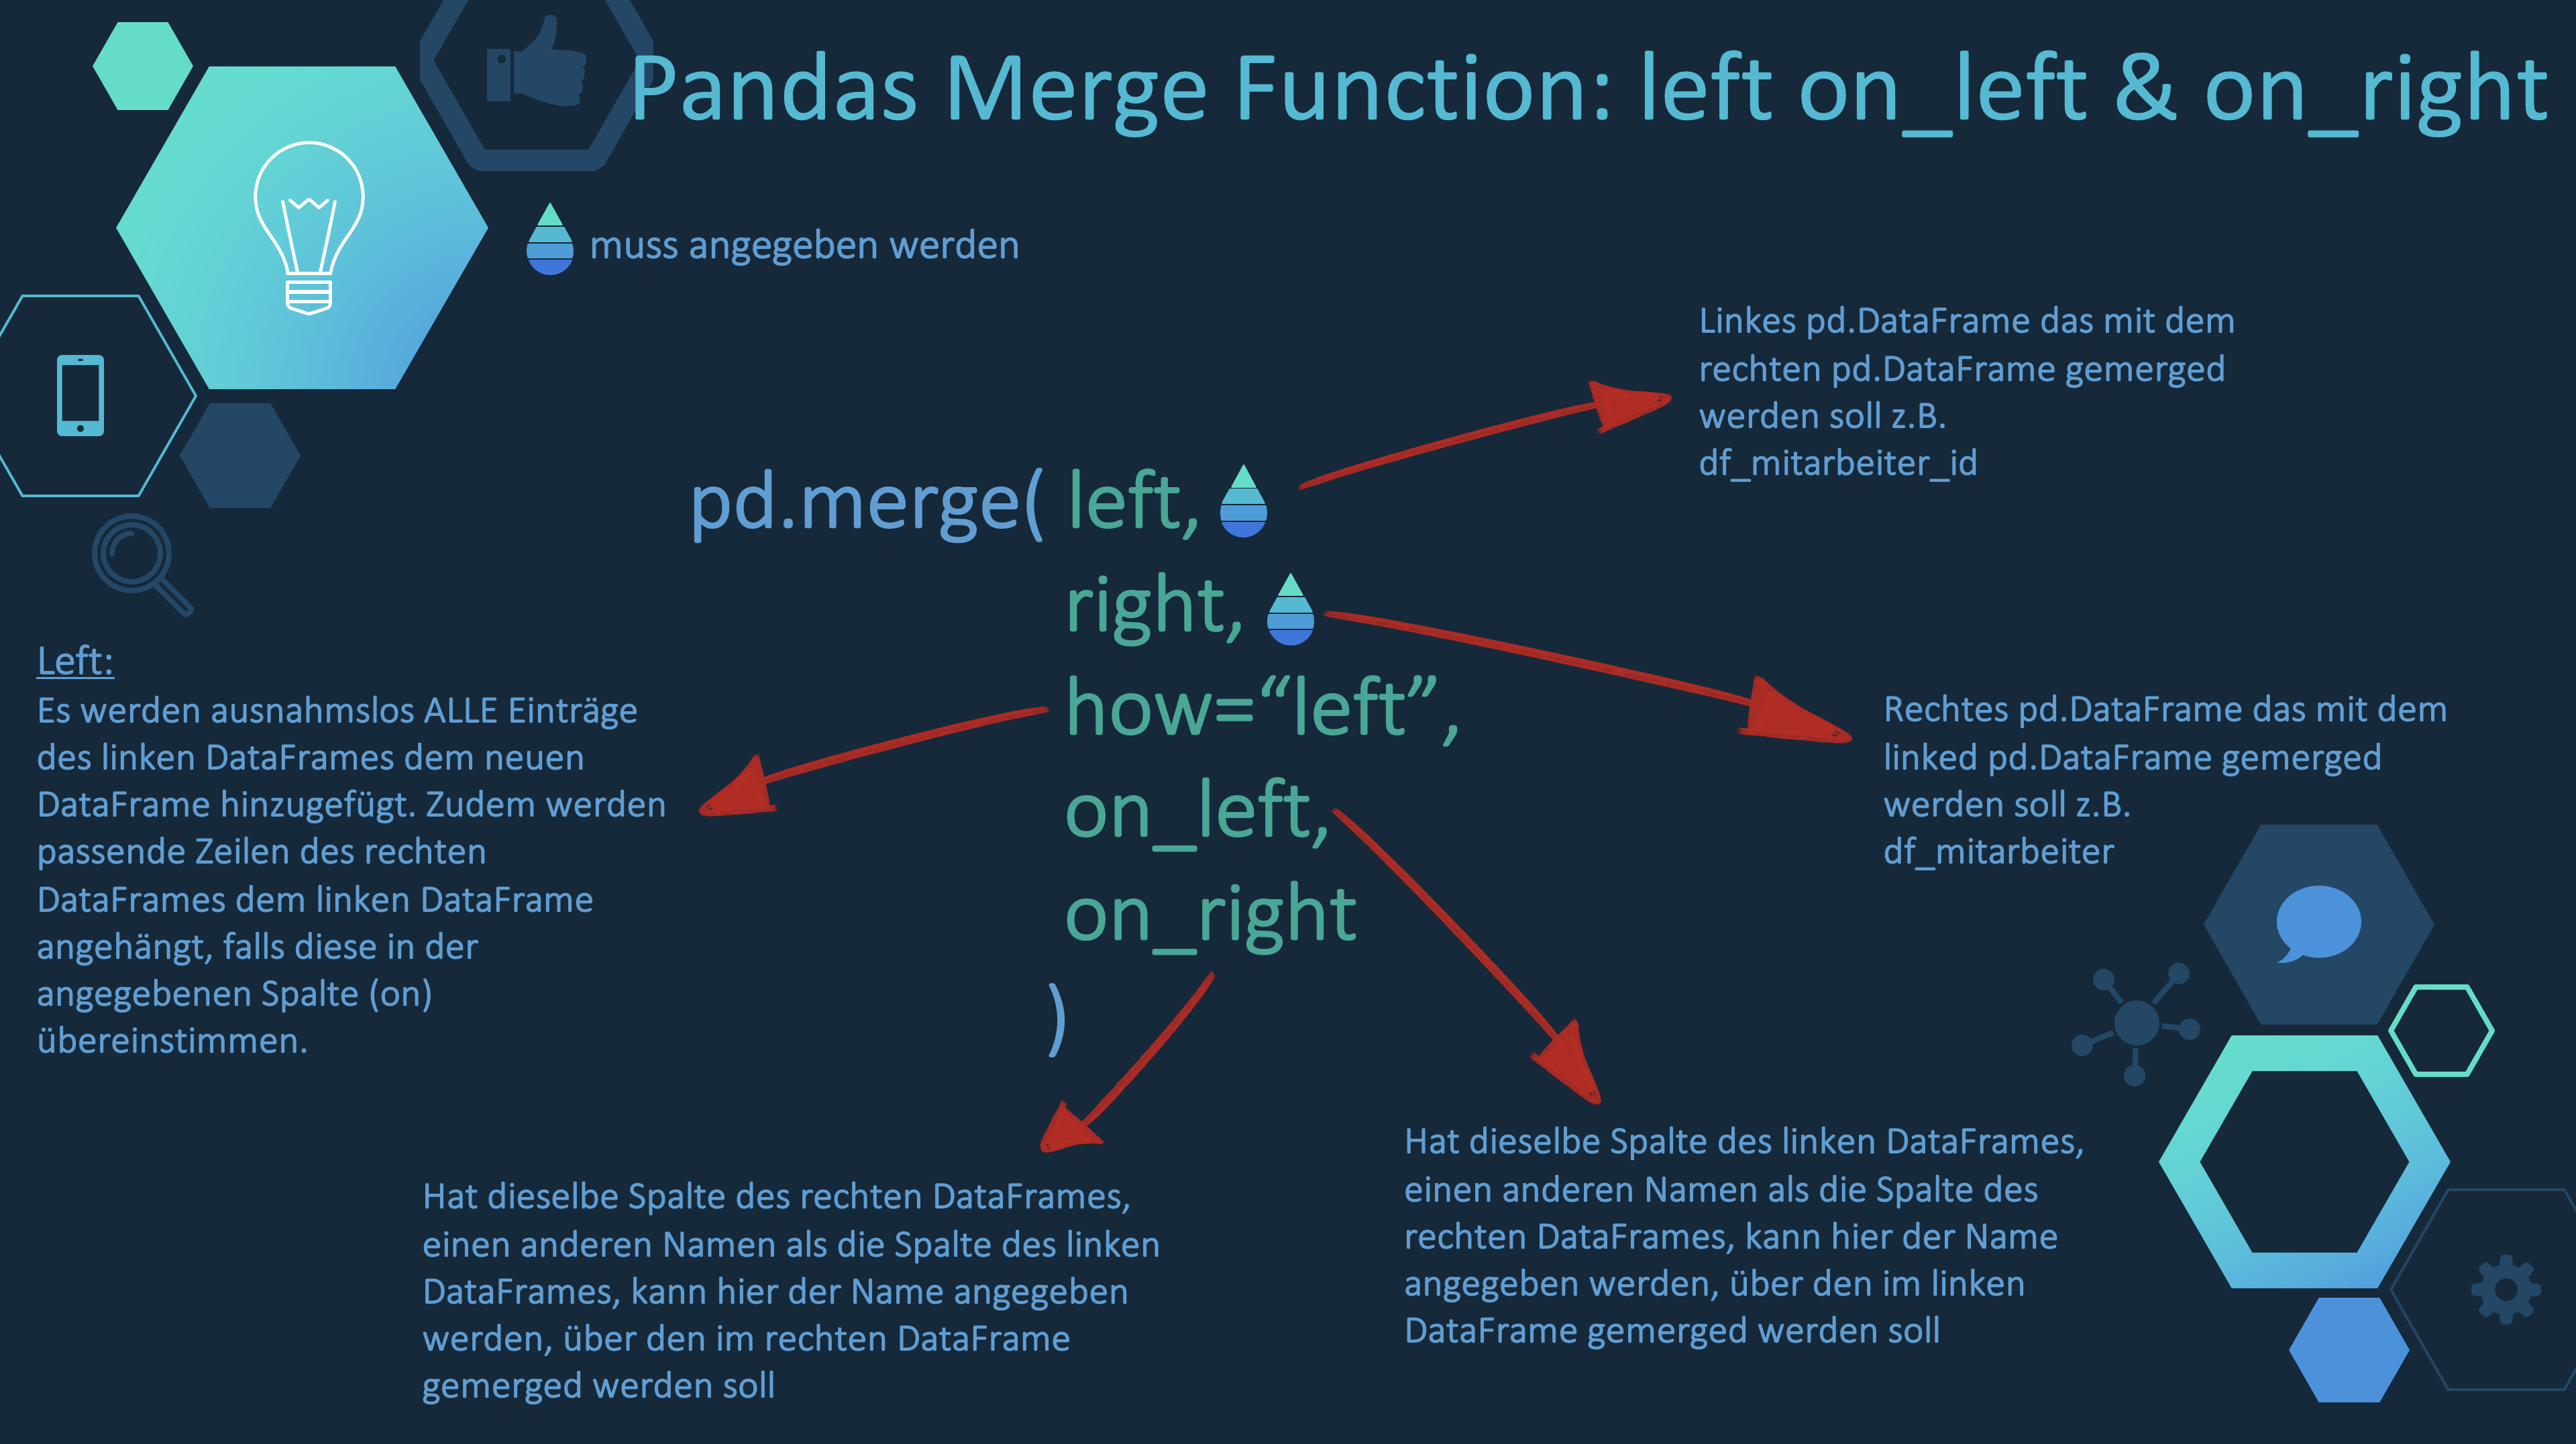 Pandas Merge Function: left on_left & on_right
muss angegeben werden
Linkes pd.DataFrame das mit dem
rechten pd.DataFrame gemerged
werden soll z.B.
df_mitarbeiter_id
pd.merge( left,
right,
how=“left”,
on_left,
on_right
)
Left:
Es werden ausnahmslos ALLE Einträge
des linken DataFrames dem neuen
DataFrame hinzugefügt. Zudem werden
passende Zeilen des rechten
DataFrames dem linken DataFrame
angehängt, falls diese in der
angegebenen Spalte (on)
übereinstimmen.
Rechtes pd.DataFrame das mit dem
linked pd.DataFrame gemerged
werden soll z.B.
df_mitarbeiter
Hat dieselbe Spalte des rechten DataFrames,
einen anderen Namen als die Spalte des linken
DataFrames, kann hier der Name angegeben
werden, über den im rechten DataFrame
gemerged werden soll
Hat dieselbe Spalte des linken DataFrames,
einen anderen Namen als die Spalte des
rechten DataFrames, kann hier der Name
angegeben werden, über den im linken
DataFrame gemerged werden soll